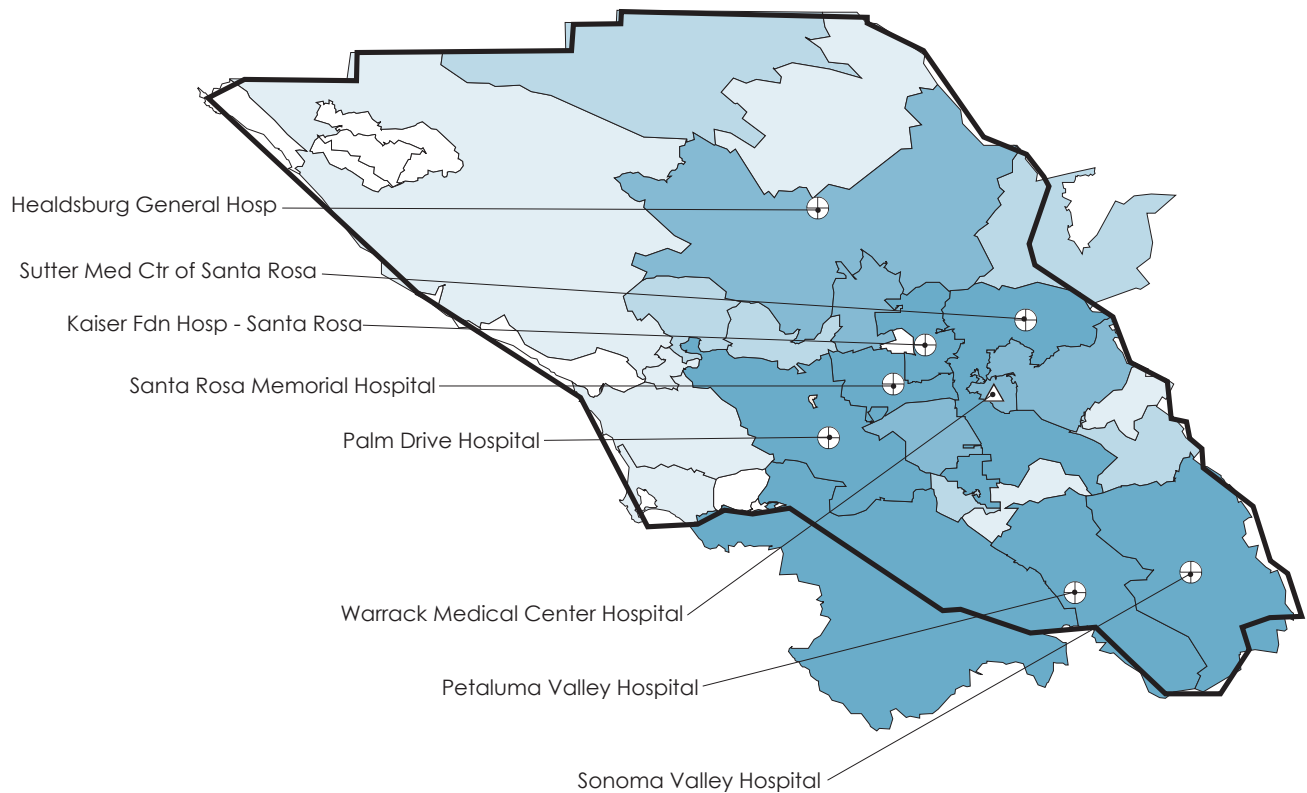 Healdsburg General Hosp
Sutter Med Ctr of Santa Rosa
Kaiser Fdn Hosp - Santa Rosa
Santa Rosa Memorial Hospital
Palm Drive Hospital
Warrack Medical Center Hospital
Petaluma Valley Hospital
Sonoma Valley Hospital